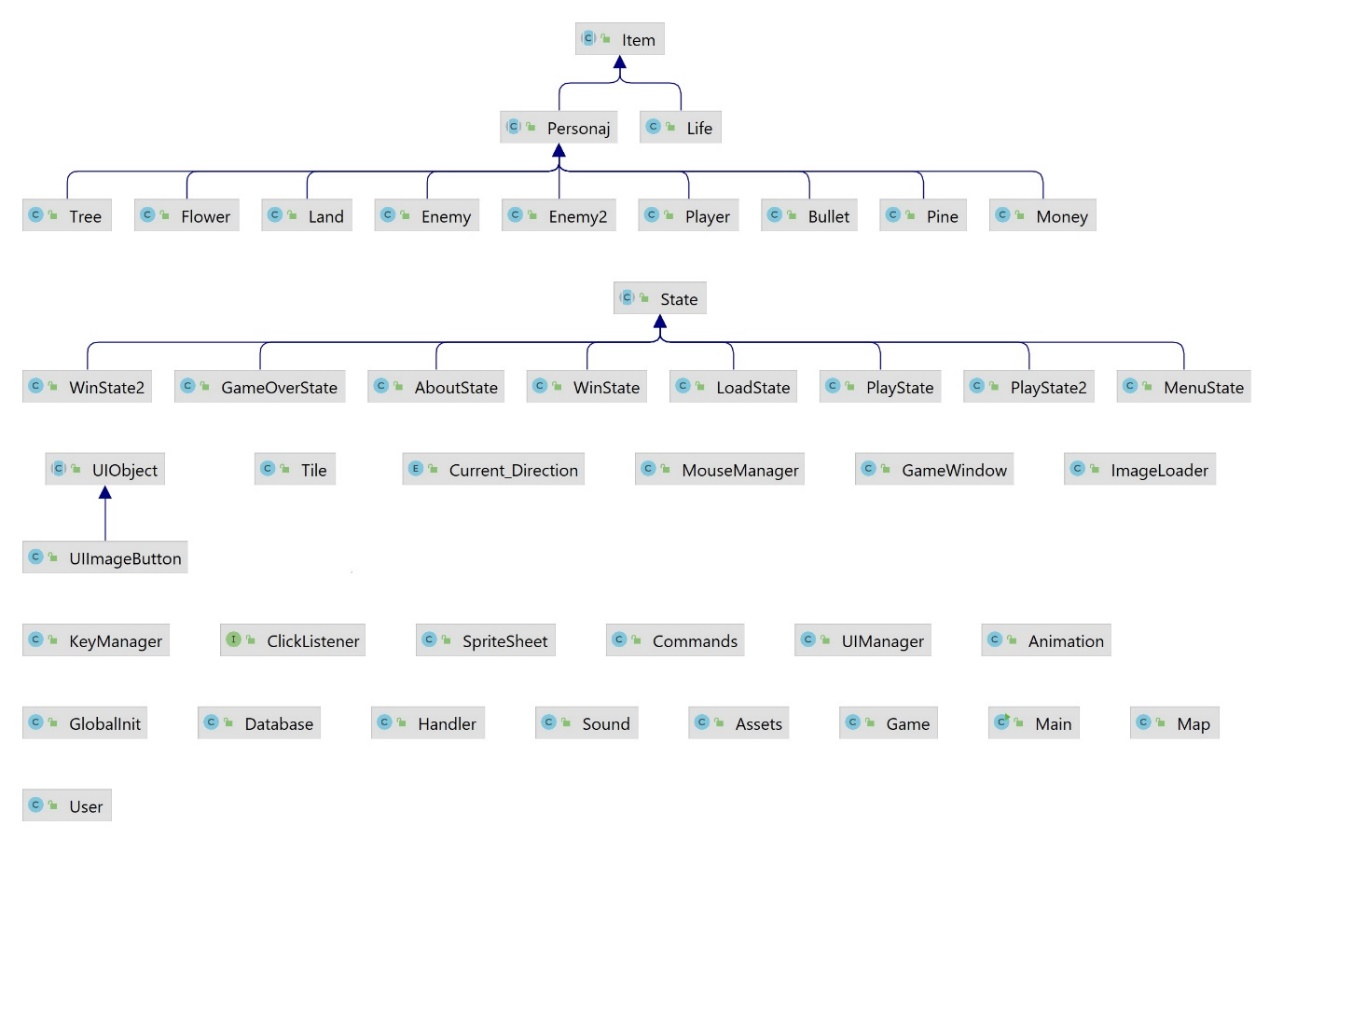 Item
Personaj Life
Tree Flower Land Enemy Enemy2 Player Bullet Pine Money
State
WinState2 GameOverState AboutState WinState LoadState PlayState PlayState2 MenuState
UIObject Tile Current_Direction MouseManager GameWindow ImageLoader
UIImageButton
KeyManager ClickListener SpriteSheet Commands UIManager Animation
GlobalInit Database Handler Sound Assets Game Main Map
User